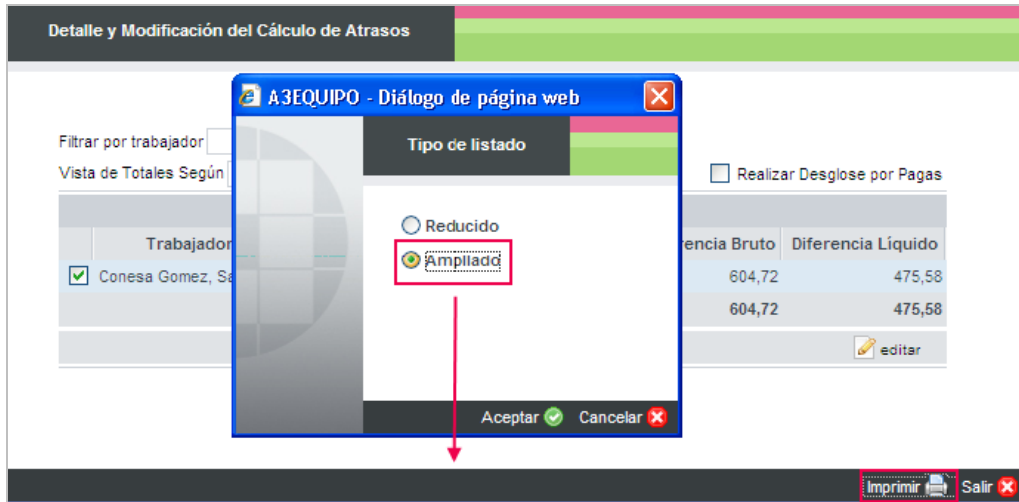 Detalle y Modificación del Cálculo de Atrasos
A3EQUIPO - Diálogo de página web
Tipo de listado
Filtrar por trabajador
Vista de Totales Según
Realizar Desglose por Pagas
Reducido
Ampliado
Trabajador
rencia Bruto Diferencia Líquido
Conesa Gomez, Sa
604,72 475,58
604,72 475,58
editar
Aceptar Cancelar
Imprimir Salir